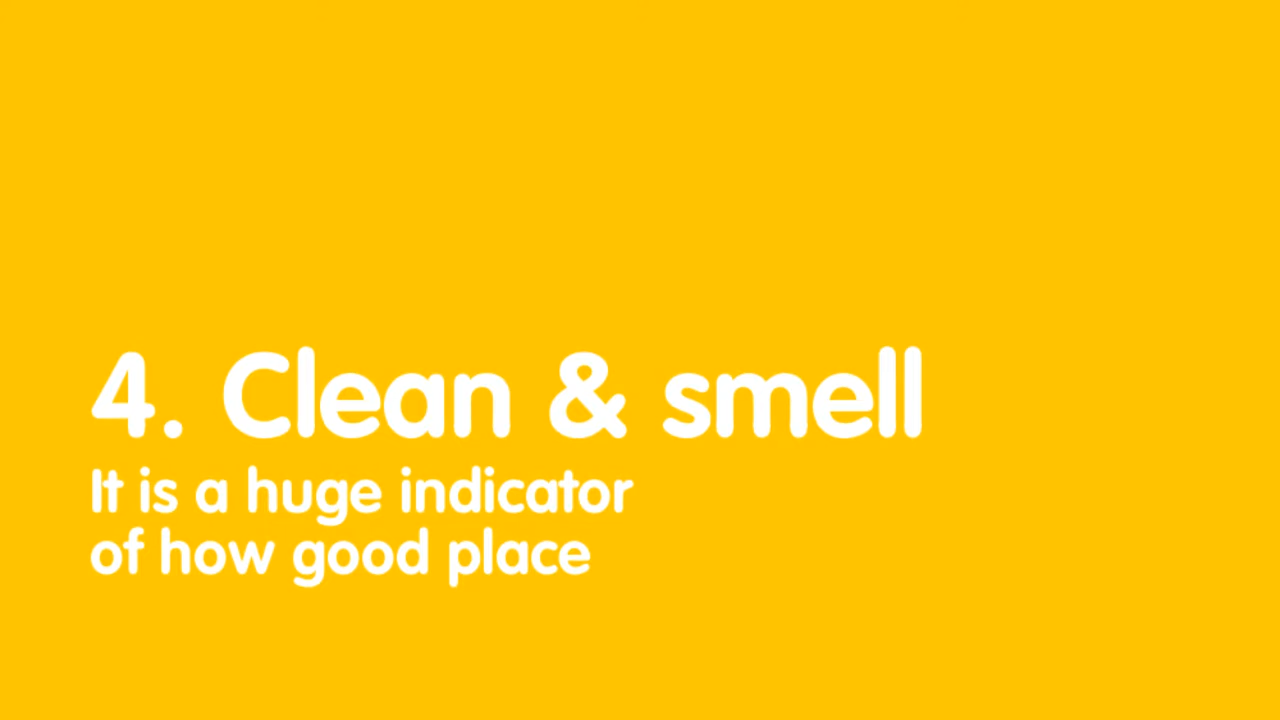 4. Clean & smell
It is a huge indicator
of how good place